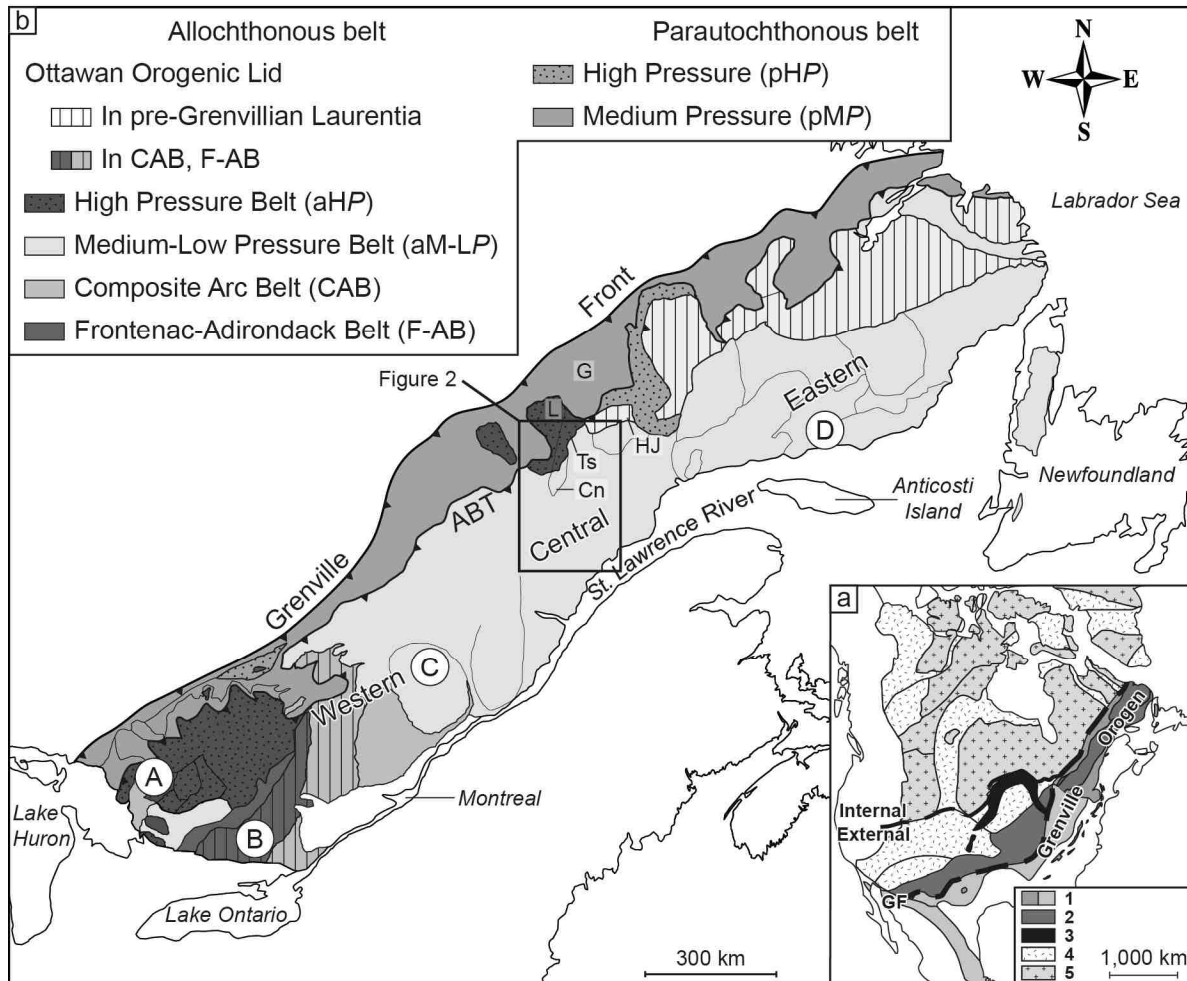 b
Allochthonous belt
Ottawan Orogenic Lid
In pre-Grenvillian Laurentia
In CAB, F-AB
High Pressure Belt (aHP)
Medium-Low Pressure Belt (aM-LP)
Composite Arc Belt (CAB)
Frontenac-Adirondack Belt (F-AB)
Parautochthonous belt
High Pressure (pHP)
Medium Pressure (pMP)
N
W E
S
Labrador Sea
Front
Figure 2
G
L
Eastern
D
HJ
Ts
Cn
ABT
Central
Newfoundland
Anticosti
Island
St. Lawrence River
Grenville
Western
C
A
B
Montreal
Lake
Huron
Lake Ontario
300 km
a
Orogen
Grenville
Internal
External
GF
1
2
3
4
5
1,000 km